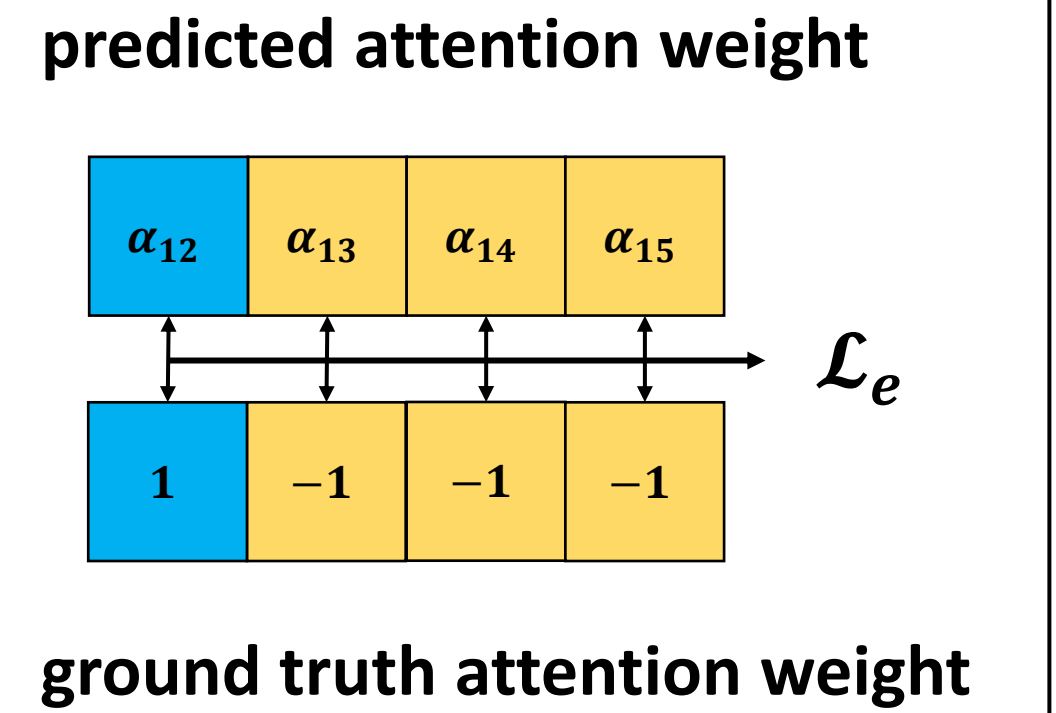 predicted attention weight
α₁₂ α₁₃ α₁₄ α₁₅
ℒₑ
1 −1 −1 −1
ground truth attention weight